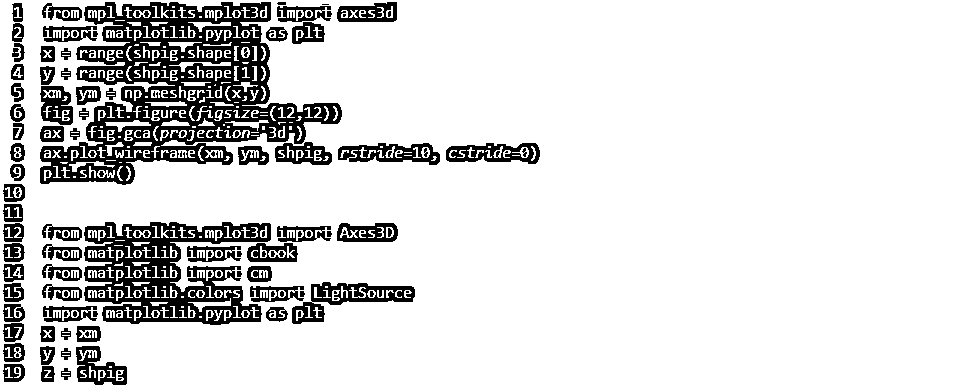 1 from mpl_toolkits.mplot3d import axes3d
2 import matplotlib.pyplot as plt
3 x = range(shpig.shape[0])
4 y = range(shpig.shape[1])
5 xm, ym = np.meshgrid(x,y)
6 fig = plt.figure(figsize=(12,12))
7 ax = fig.gca(projection='3d')
8 ax.plot_wireframe(xm, ym, shpig, rstride=10, cstride=0)
9 plt.show()
10
11
12 from mpl_toolkits.mplot3d import Axes3D
13 from matplotlib import cbook
14 from matplotlib import cm
15 from matplotlib.colors import LightSource
16 import matplotlib.pyplot as plt
17 x = xm
18 y = ym
19 z = shpig